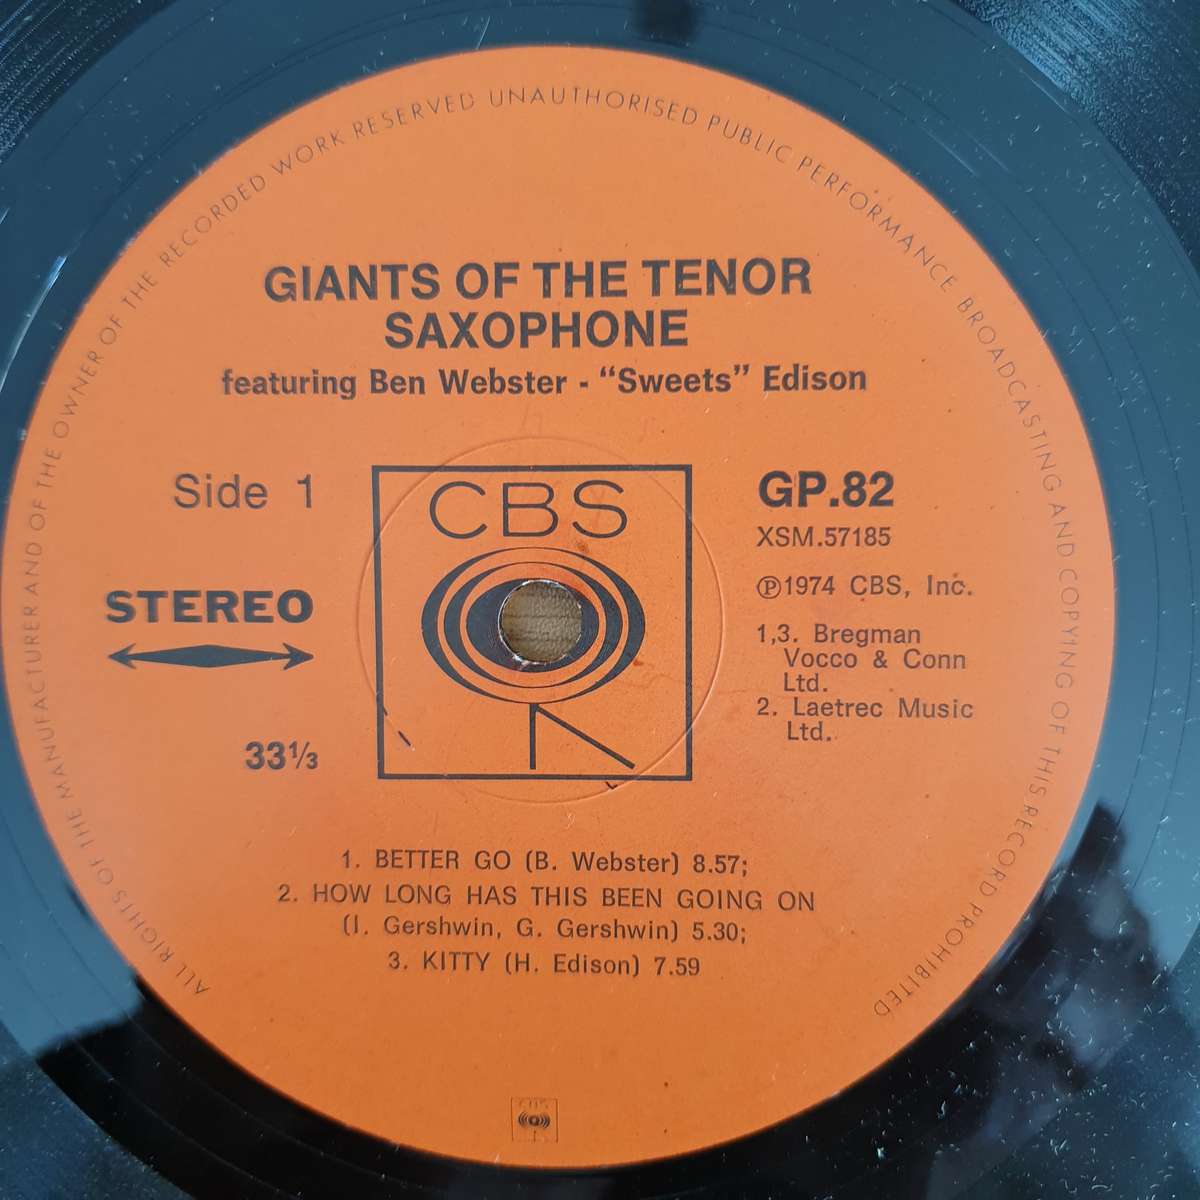 ALL RIGHTS OF THE MANUFACTURER AND OF THE OWNER OF THE RECORDED WORK RESERVED UNAUTHORISED PUBLIC PERFORMANCE BROADCASTING AND COPYING OF THIS RECORD PROHIBITED
GIANTS OF THE TENOR
SAXOPHONE
featuring Ben Webster - “Sweets” Edison
Side 1
STEREO
33⅓
CBS
GP.82
XSM.57185
Ⓟ1974 CBS, Inc.
1,3. Bregman
Vocco & Conn
Ltd.
2. Laetrec Music
Ltd.
1. BETTER GO (B. Webster) 8.57;
2. HOW LONG HAS THIS BEEN GOING ON
(I. Gershwin, G. Gershwin) 5.30;
3. KITTY (H. Edison) 7.59
CBS